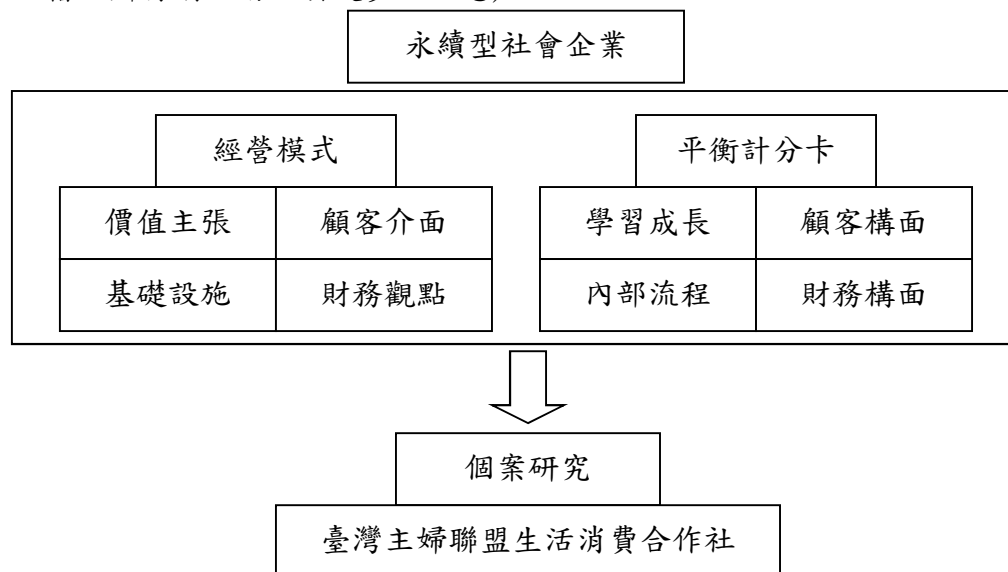 永續型社會企業
經營模式
平衡計分卡
價值主張 顧客介面
學習成長 顧客構面
基礎設施 財務觀點
內部流程 財務構面
個案研究
臺灣主婦聯盟生活消費合作社